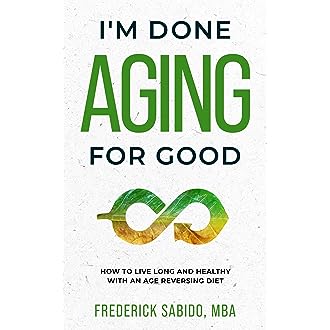 I'M DONE
AGING
FOR GOOD
HOW TO LIVE LONG AND HEALTHY
WITH AN AGE REVERSING DIET
FREDERICK SABIDO, MBA